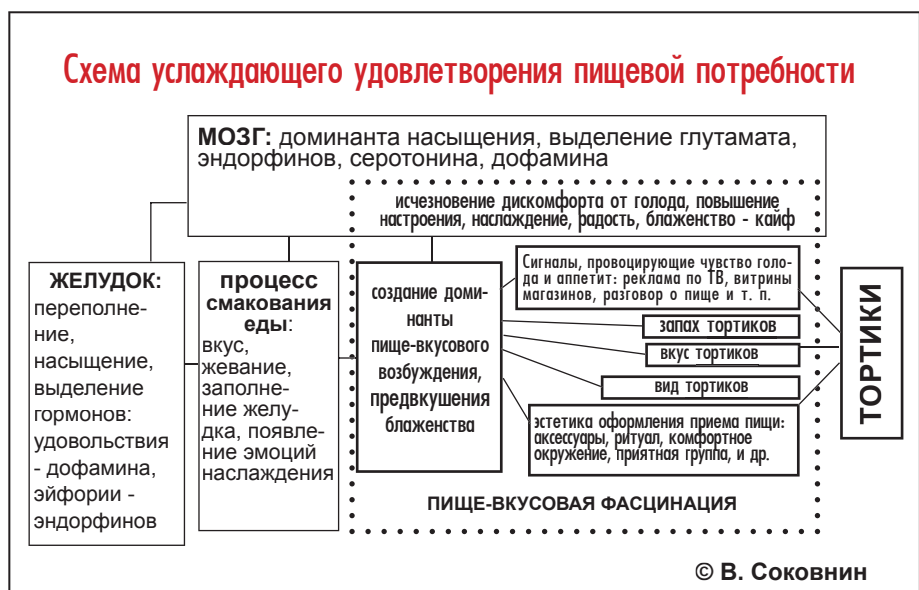 Схема услаждающего удовлетворения пищевой потребности
МОЗГ: доминанта насыщения, выделение глутамата,
эндорфинов, серотонина, дофамина
исчезновение дискомфорта от голода, повышение
настроения, наслаждение, радость, блаженство - кайф
ЖЕЛУДОК:
переполне-
ние,
насыщение,
выделение
гормонов:
удовольствия
- дофамина,
эйфории -
эндорфинов
процесс
смакования
еды:
вкус,
жевание,
заполне-
ние желу-
дка, появле-
ние эмоций
наслаждения
создание доми-
нанты
пище-вкусового
возбуждения,
предвкушения
блаженства
Сигналы, провоцирующие чувство голо-
да и аппетит: реклама по ТВ, витрины
магазинов, разговор о пище и т. п.
запах тортиков
вкус тортиков
вид тортиков
эстетика оформления приема пищи:
аксессуары, ритуал, комфортное
окружение, приятная группа, и др.
ТОРТИКИ
ПИЩЕ-ВКУСОВАЯ ФАСЦИНАЦИЯ
© В. Соковнин